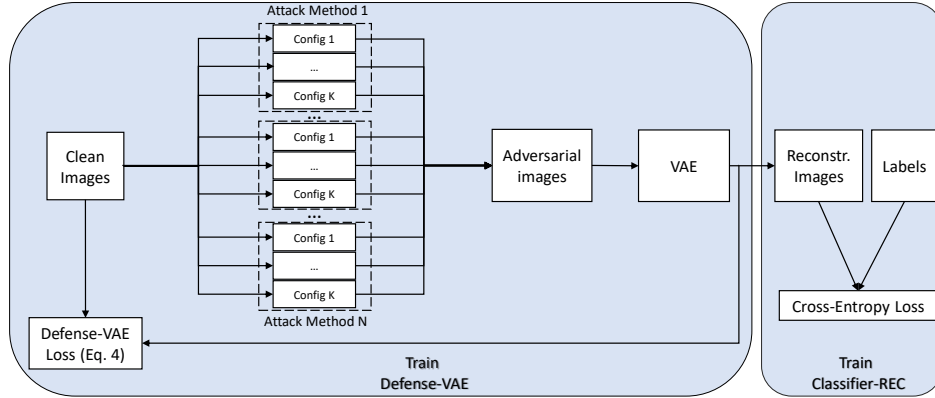 Attack Method 1
Config 1
...
Config K
...
Config 1
...
Config K
...
Config 1
...
Config K
Attack Method N
Clean
Images
Adversarial
images
VAE
Reconstr.
Images
Labels
Defense-VAE
Loss (Eq. 4)
Cross-Entropy Loss
Train
Defense-VAE
Train
Classifier-REC